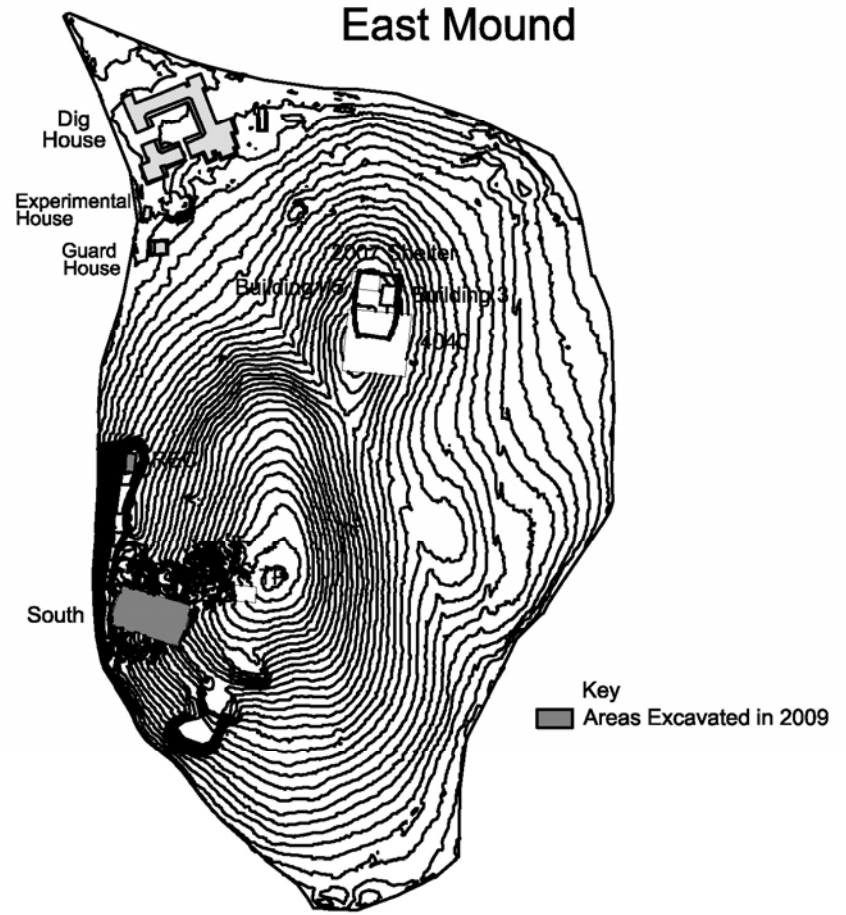 East Mound
Dig
House
Experimental
House
Guard
House
2007 Shelter
Building 3
4040
TP
South
Key
Areas Excavated in 2009